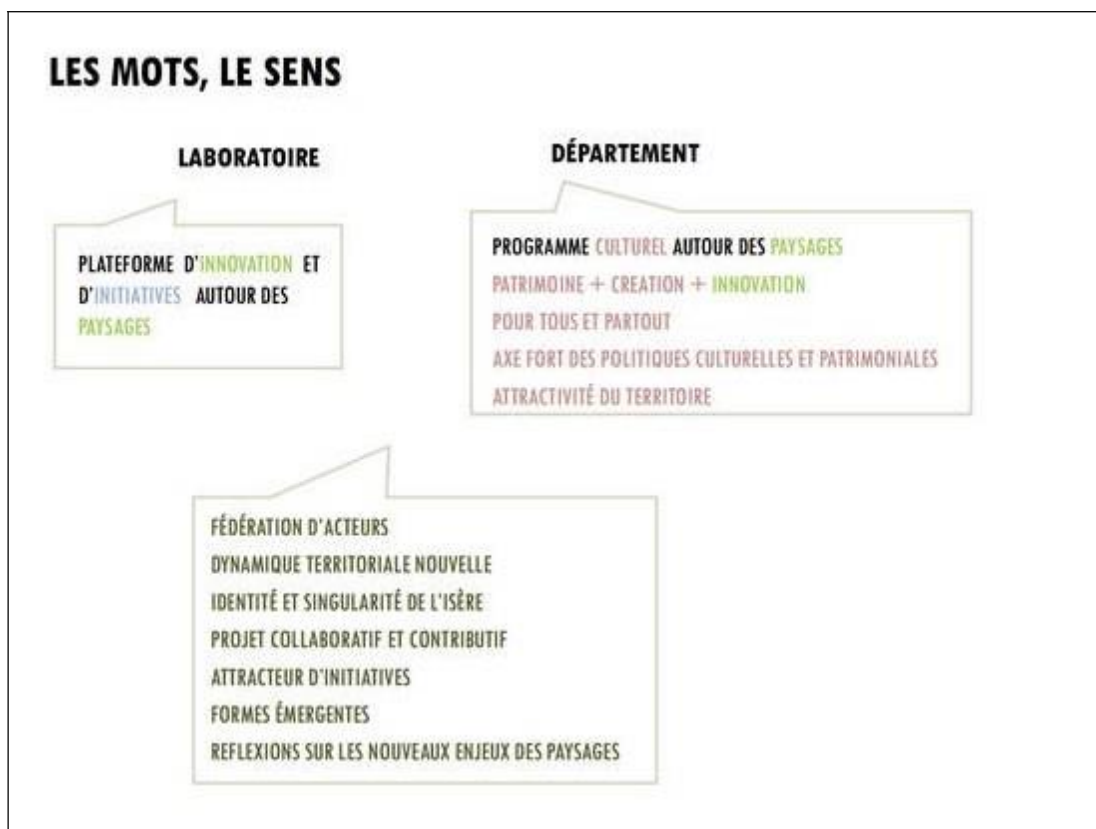 LES MOTS, LE SENS
LABORATOIRE
PLATEFORME D'INNOVATION ET
D'INITIATIVES AUTOUR DES
PAYSAGES
DÉPARTEMENT
PROGRAMME CULTUREL AUTOUR DES PAYSAGES
PATRIMOINE + CREATION + INNOVATION
POUR TOUS ET PARTOUT
AXE FORT DES POLITIQUES CULTURELLES ET PATRIMONIALES
ATTRACTIVITÉ DU TERRITOIRE
FÉDÉRATION D'ACTEURS
DYNAMIQUE TERRITORIALE NOUVELLE
IDENTITÉ ET SINGULARITÉ DE L'ISÈRE
PROJET COLLABORATIF ET CONTRIBUTIF
ATTRACTEUR D'INITIATIVES
FORMES ÉMERGENTES
REFLEXIONS SUR LES NOUVEAUX ENJEUX DES PAYSAGES